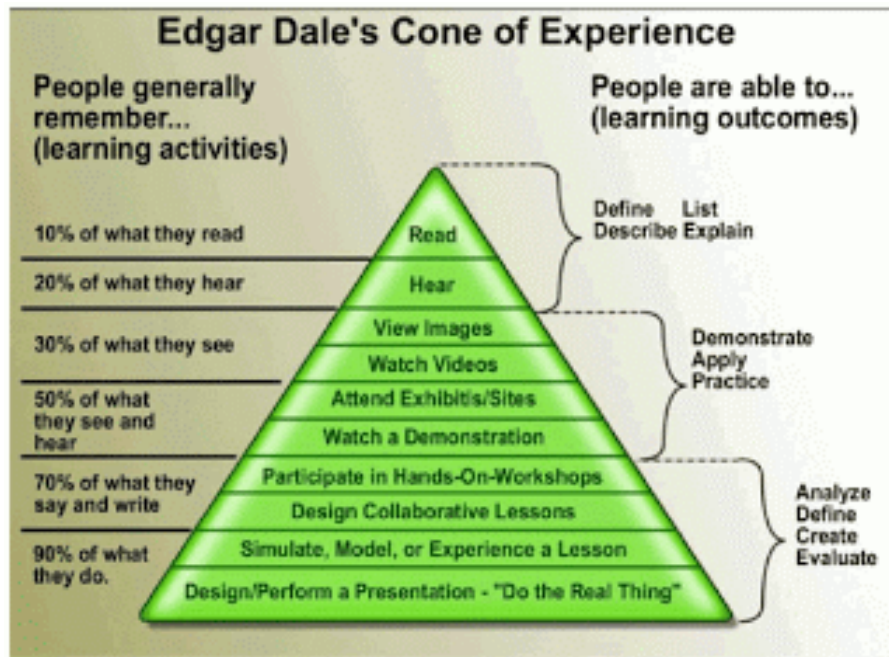 Edgar Dale's Cone of Experience
People generally
remember...
(learning activities)
People are able to...
(learning outcomes)
10% of what they read
20% of what they hear
30% of what they see
50% of what
they see and
hear
70% of what they
say and write
90% of what
they do.
Read
Hear
View Images
Watch Videos
Attend Exhibitis/Sites
Watch a Demonstration
Participate in Hands-On-Workshops
Design Collaborative Lessons
Simulate, Model, or Experience a Lesson
Design/Perform a Presentation - "Do the Real Thing"
Define List
Describe Explain
Demonstrate
Apply
Practice
Analyze
Define
Create
Evaluate